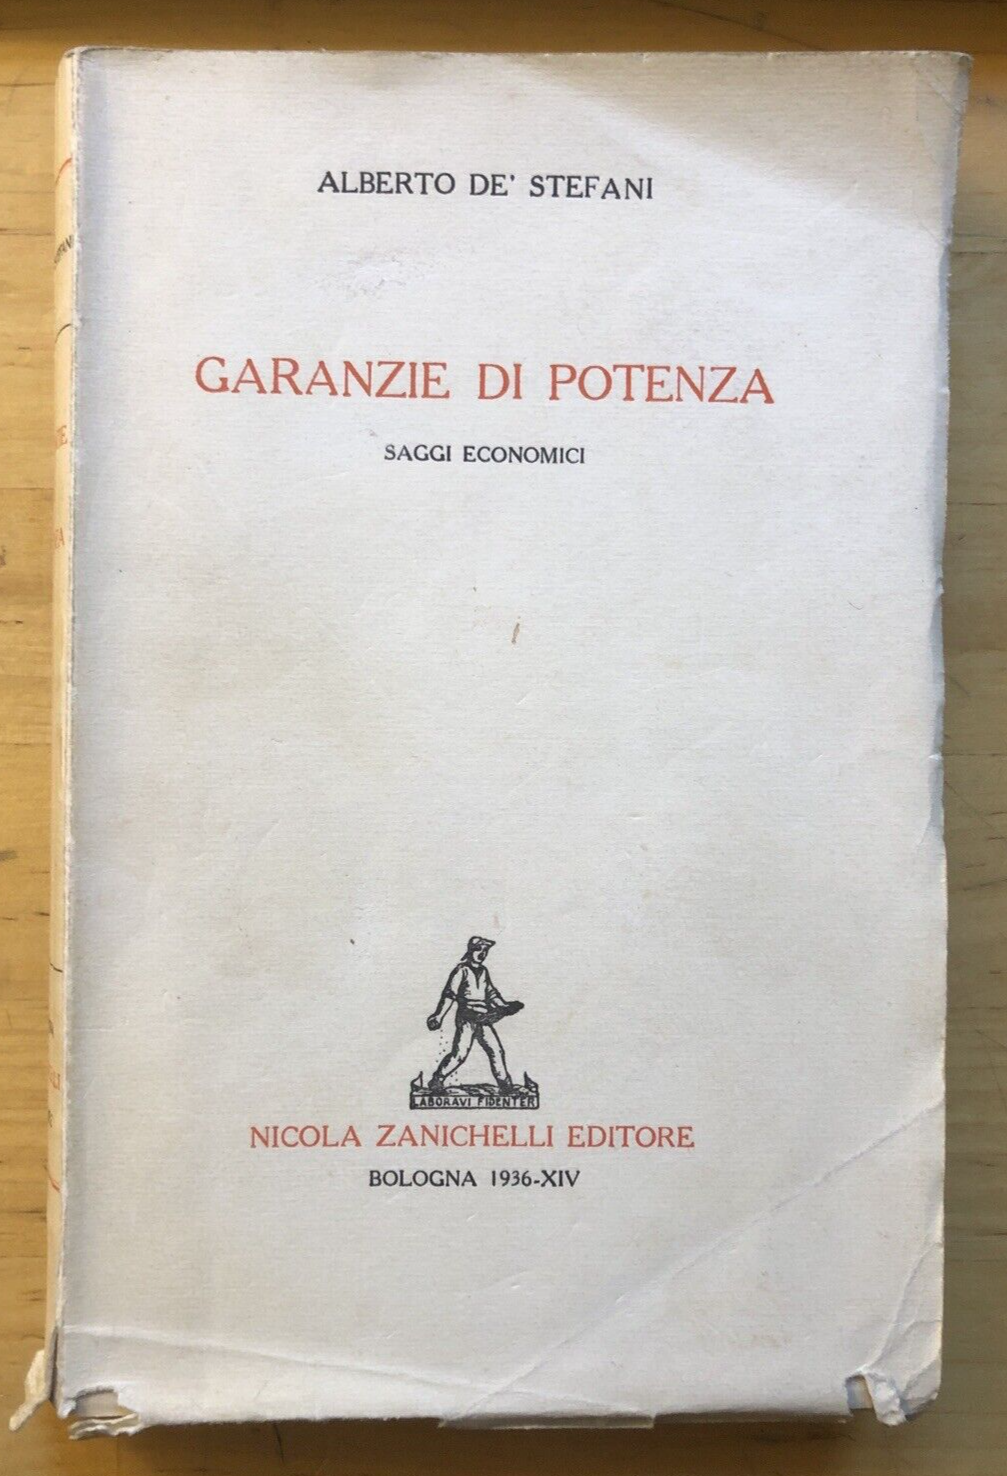 ALBERTO DE' STEFANI
GARANZIE DI POTENZA
SAGGI ECONOMICI
LABORAVI FIDENTER
NICOLA ZANICHELLI EDITORE
BOLOGNA 1936-XIV